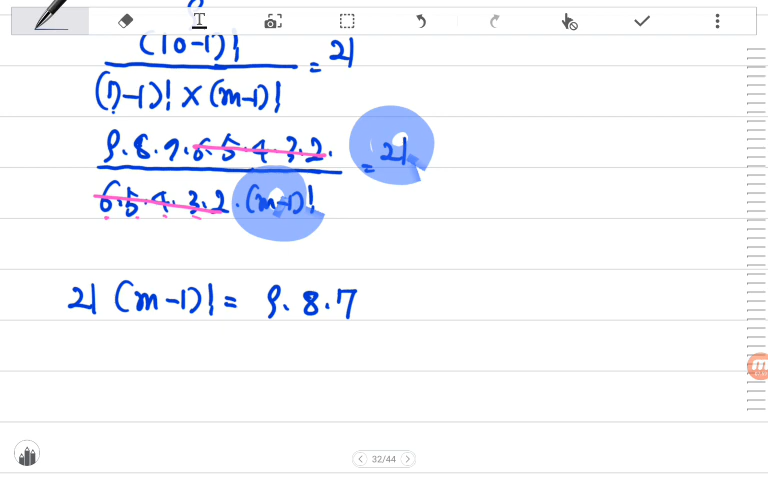 (10-1)!
= 21
(7-1)! × (m-1)!
9.8.7.6.5.4.3.2.
= 21
6.5.4.3.2.(m-1)!
21 (m-1)! = 9.8.7
32/44